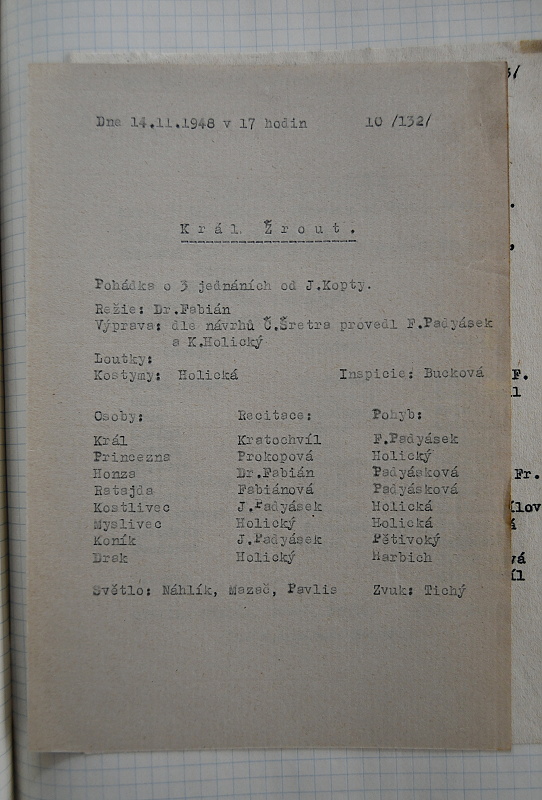 Dne 14.11.1948 v 17 hodin 10 /132/
Král Žrout.
Pohádka o 3 jednáních od J.Kopty.
Režie: Dr.Fabián
Výprava: dle návrhů Č.Šretra provedl F.Padyásek
a K.Holický
Loutky:
Kostymy: Holická Inspicie: Bucková
Osoby: Recitace: Pohyb:
Král Kratochvíl F.Padyásek
Princezna Prokopová Holický
Honza Dr.Fabián Padyásková
Ratajda Fabiánová Padyásková
Kostlivec J.Padyásek Holická
Myslivec Holický Holická
Koník J.Padyásek Pětivoký
Drak Holický Harbich
Světlo: Náhlík, Mazač, Pavlis Zvuk: Tichý